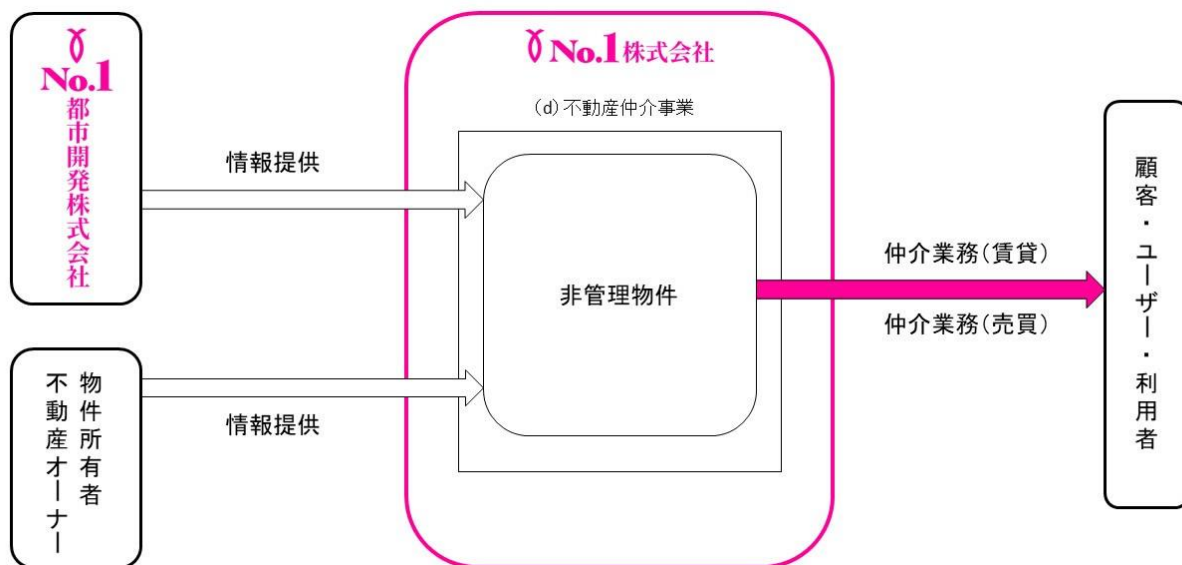 No.1
都市開発株式会社
情報提供
物件所有者
不動産オーナー
情報提供
No.1株式会社
(d)不動産仲介事業
非管理物件
仲介業務(賃貸)
仲介業務(売買)
顧客・ユーザー・利用者